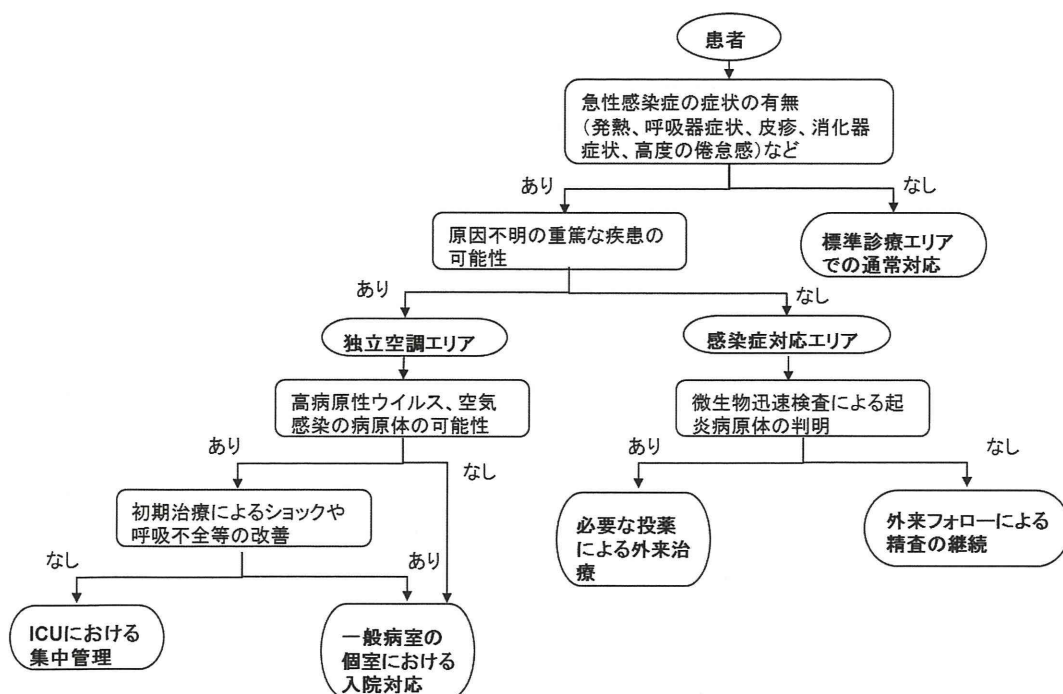 患者
急性感染症の症状の有無
(発熱、呼吸器症状、皮疹、消化器
症状、高度の倦怠感)など
あり
なし
原因不明の重篤な疾患の
可能性
標準診療エリア
での通常対応
あり
なし
独立空調エリア
感染症対応エリア
高病原性ウイルス、空気
感染の病原体の可能性
微生物迅速検査による起
炎病原体の判明
あり
なし
あり
なし
初期治療によるショックや
呼吸不全等の改善
必要な投薬
による外来治
療
外来フォローによる
精査の継続
なし
あり
ICUにおける
集中管理
一般病室の
個室における
入院対応